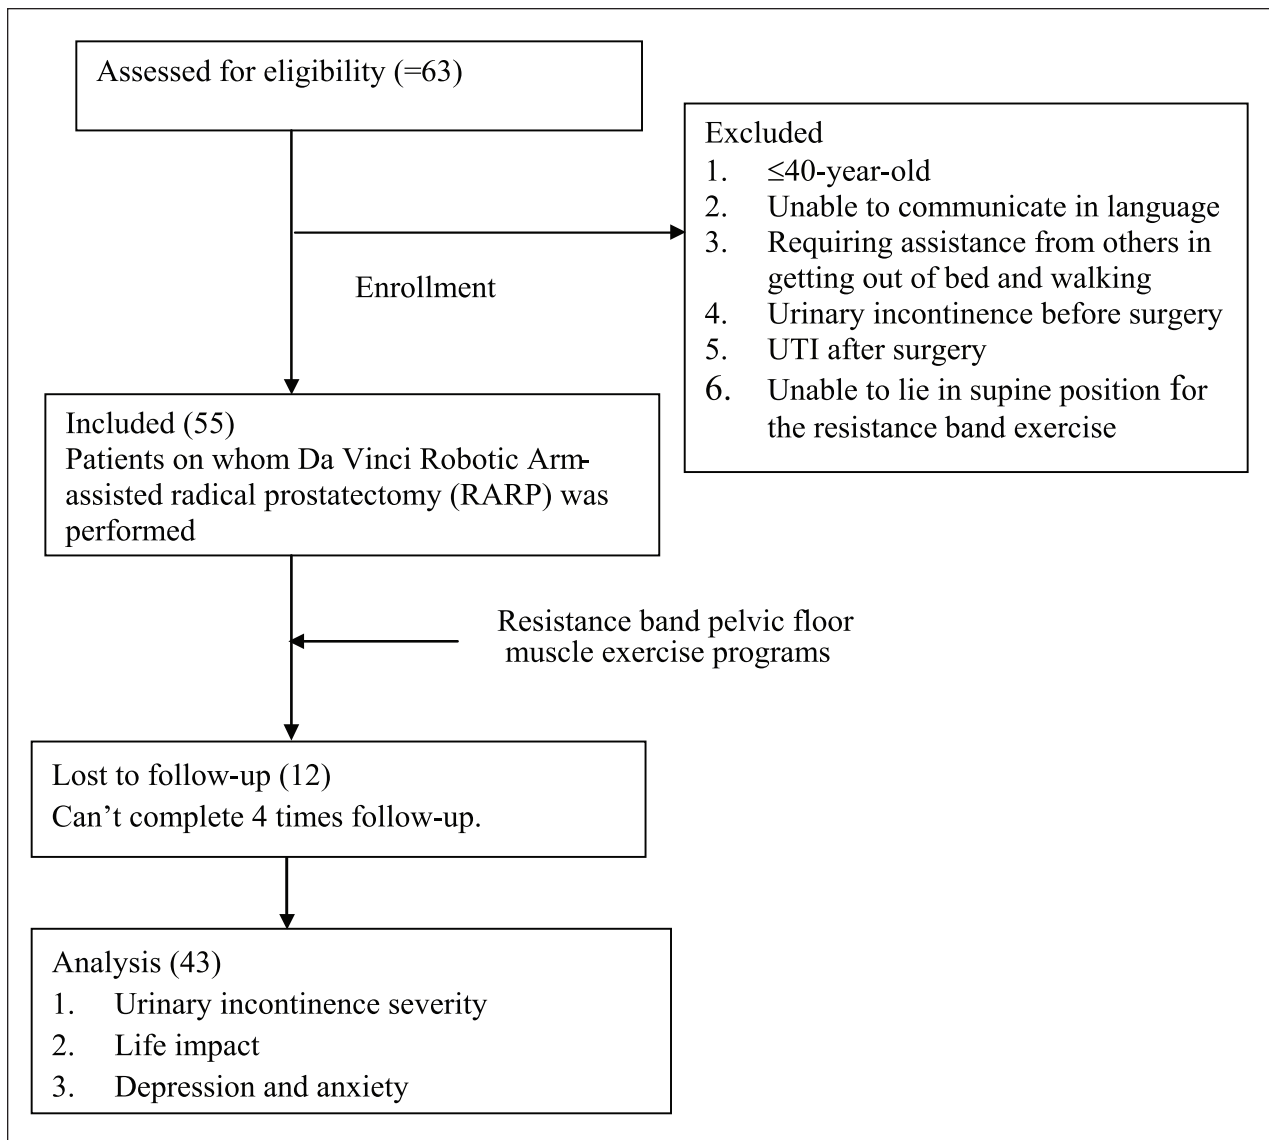 Assessed for eligibility (=63)
Excluded
1. ≤40-year-old
2. Unable to communicate in language
3. Requiring assistance from others in
getting out of bed and walking
4. Urinary incontinence before surgery
5. UTI after surgery
6. Unable to lie in supine position for
the resistance band exercise
Enrollment
Included (55)
Patients on whom Da Vinci Robotic Arm-
assisted radical prostatectomy (RARP) was
performed
Resistance band pelvic floor
muscle exercise programs
Lost to follow-up (12)
Can't complete 4 times follow-up.
Analysis (43)
1. Urinary incontinence severity
2. Life impact
3. Depression and anxiety